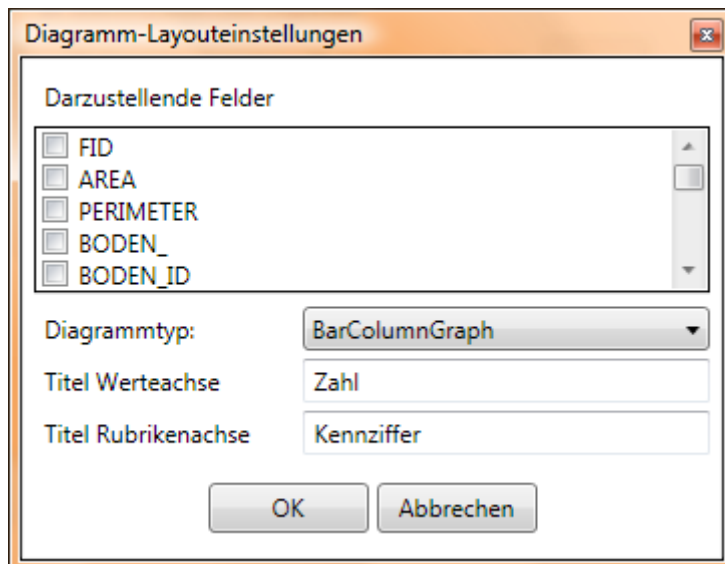 Diagramm-Layouteinstellungen
Darzustellende Felder
FID
AREA
PERIMETER
BODEN_
BODEN_ID
Diagrammtyp: BarColumnGraph
Titel Werteachse Zahl
Titel Rubrikenachse Kennziffer
OK Abbrechen